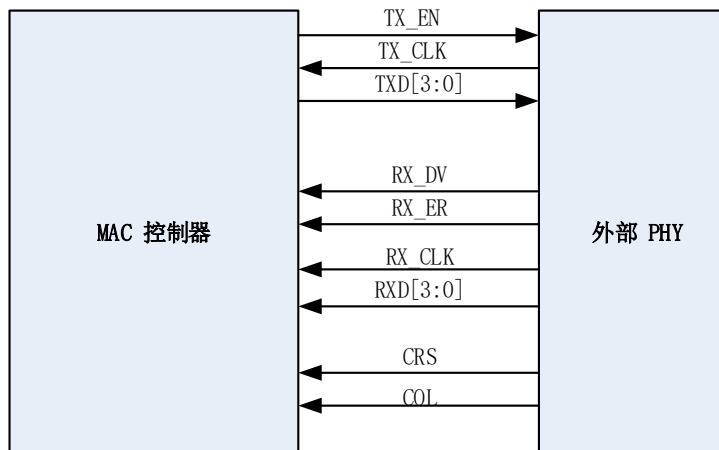 TX_EN
TX_CLK
TXD[3:0]
RX_DV
RX_ER
MAC 控制器
外部 PHY
RX_CLK
RXD[3:0]
CRS
COL